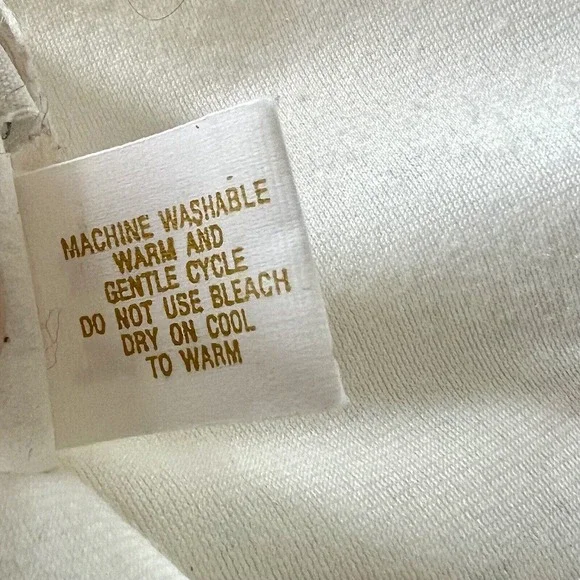 MACHINE WASHABLE
WARM AND
GENTLE CYCLE
DO NOT USE BLEACH
DRY ON COOL
TO WARM